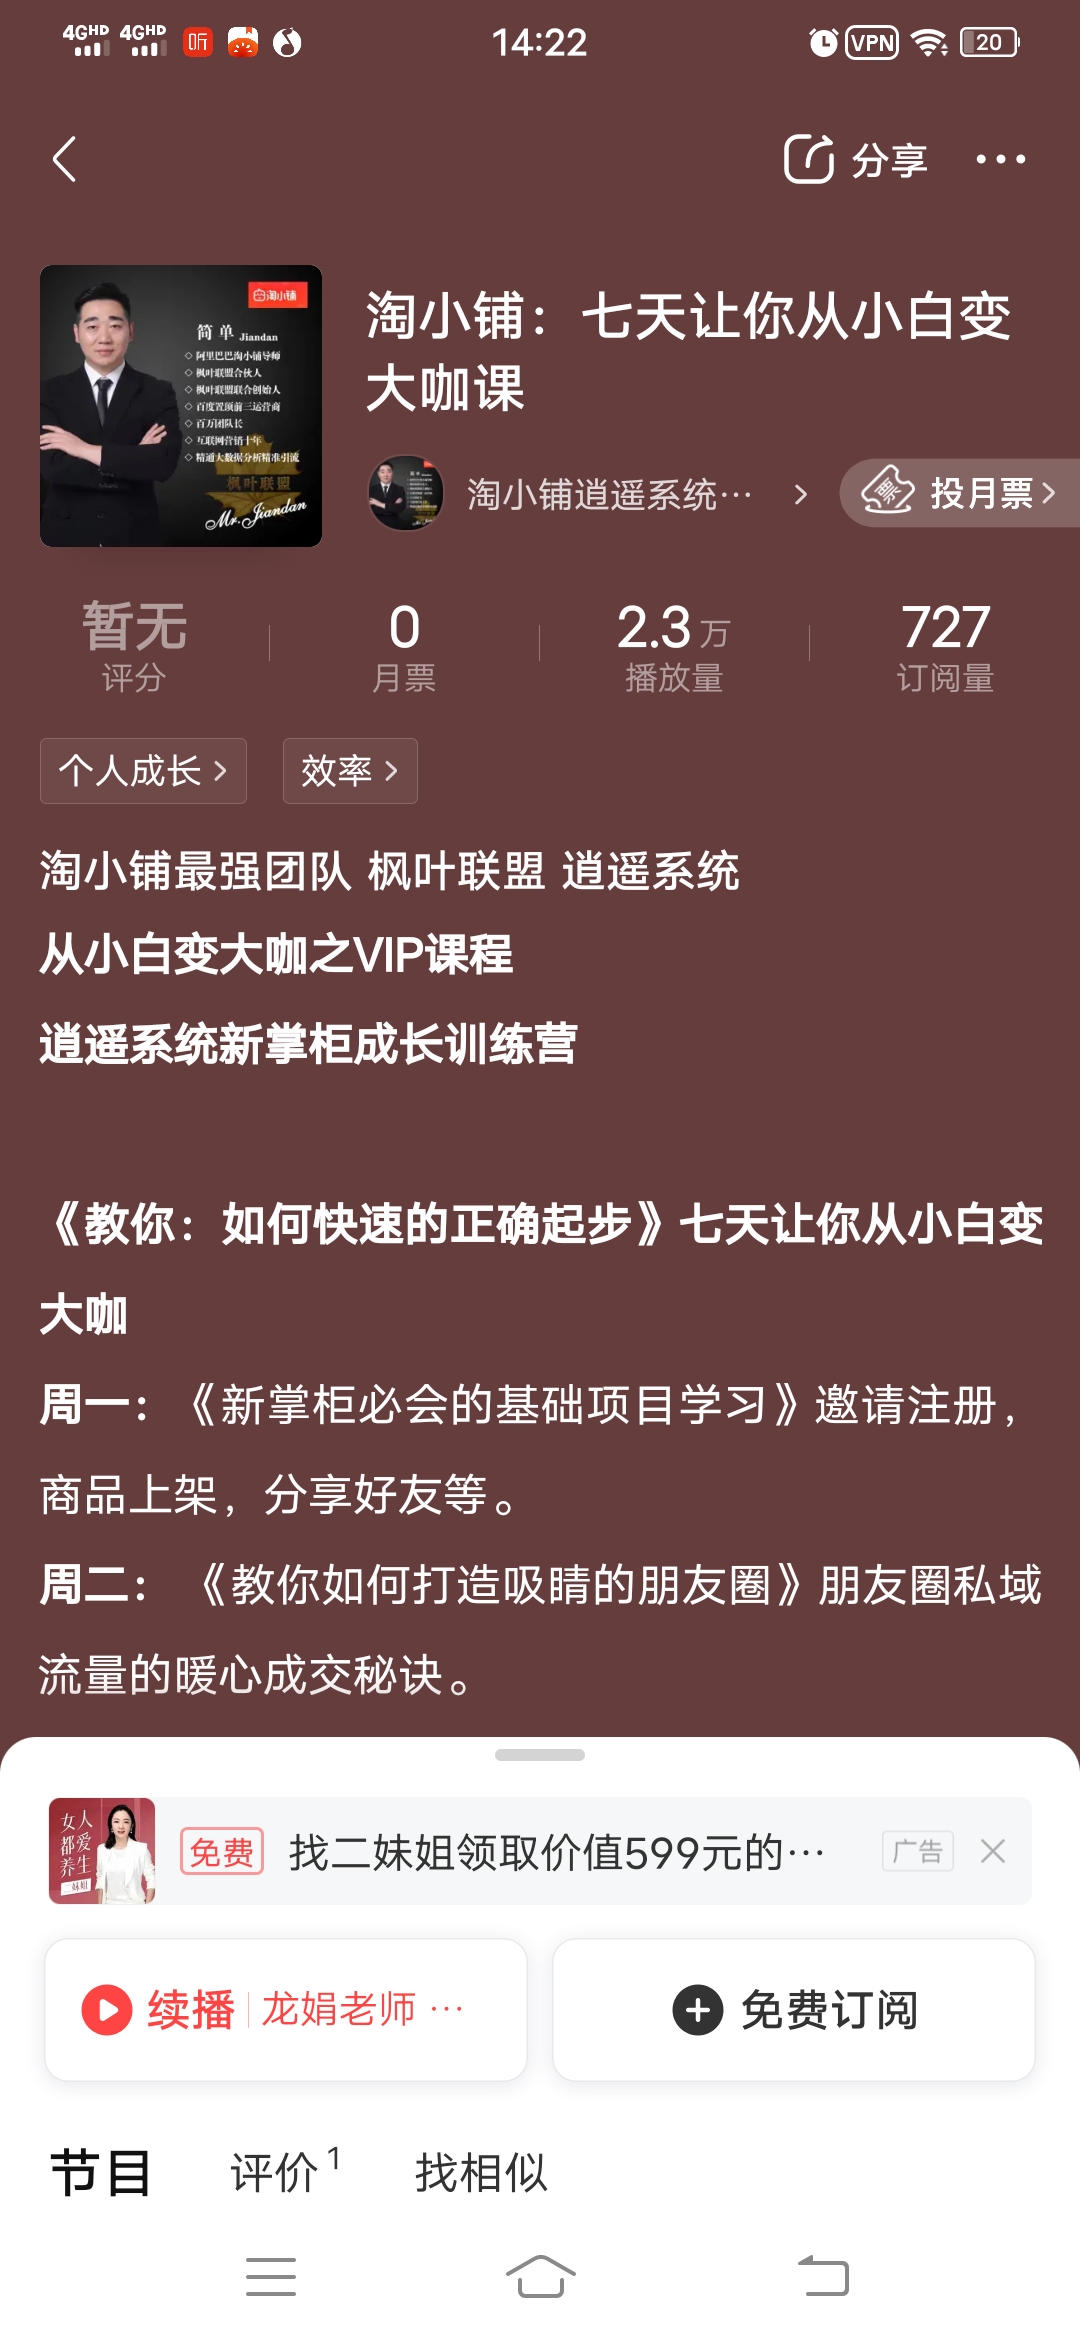 4GHD 4GHD 听 14:22 VPN 20
分享
淘小铺
简单 Jiandan
◇ 阿里巴巴淘小铺导师
◇ 枫叶联盟合伙人
◇ 枫叶联盟联合创始人
◇ 百度置顶前三运营商
◇ 百万团队长
◇ 互联网营销十年
◇ 精通大数据分析精准引流
枫叶联盟
Mr. Jiandan
淘小铺：七天让你从小白变
大咖课
淘小铺逍遥系统… 票 投月票
暂无 0 2.3万 727
评分 月票 播放量 订阅量
个人成长 效率
淘小铺最强团队 枫叶联盟 逍遥系统
从小白变大咖之VIP课程
逍遥系统新掌柜成长训练营
《教你：如何快速的正确起步》七天让你从小白变
大咖
周一：《新掌柜必会的基础项目学习》邀请注册，
商品上架，分享好友等。
周二：《教你如何打造吸睛的朋友圈》朋友圈私域
流量的暖心成交秘诀。
女人
都爱
养生
二妹姐
免费 找二妹姐领取价值599元的… 广告
续播 龙娟老师 … 免费订阅
节目 评价 1 找相似